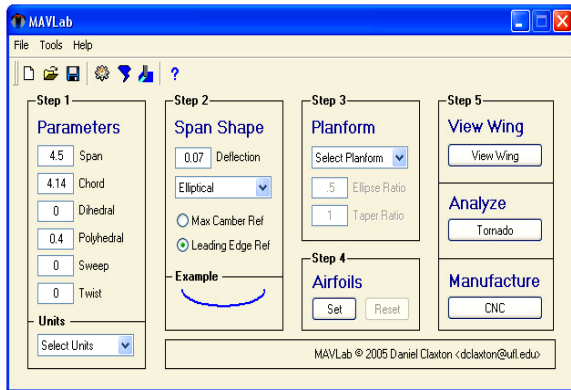 MAVLab
File Tools Help
?
Step 1
Parameters
4.5 Span
4.14 Chord
0 Dihedral
0.4 Polyhedral
0 Sweep
0 Twist
Units
Select Units
Step 2
Span Shape
0.07 Deflection
Elliptical
Max Camber Ref
Leading Edge Ref
Example
Step 3
Planform
Select Planform
.5 Ellipse Ratio
1 Taper Ratio
Step 4
Airfoils
Set Reset
Step 5
View Wing
View Wing
Analyze
Tornado
Manufacture
CNC
MAVLab © 2005 Daniel Claxton <dclaxton@ufl.edu>